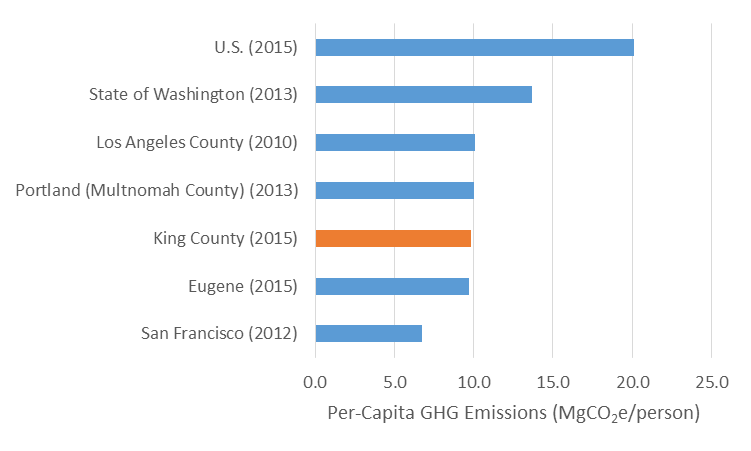 U.S. (2015)
State of Washington (2013)
Los Angeles County (2010)
Portland (Multnomah County) (2013)
King County (2015)
Eugene (2015)
San Francisco (2012)
0.0 5.0 10.0 15.0 20.0 25.0
Per-Capita GHG Emissions (MgCO₂e/person)